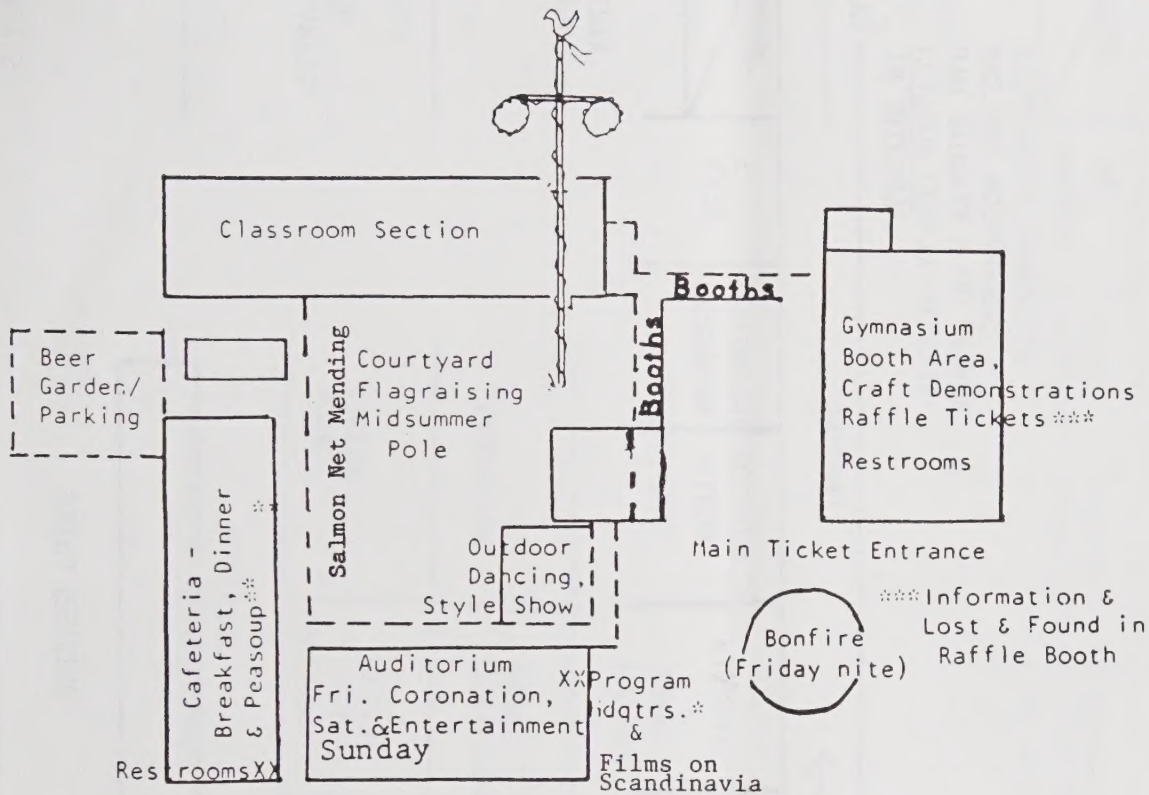 Classroom Section
Booths
Booths
Gymnasium
Booth Area,
Craft Demonstrations
Raffle Tickets***
Restrooms
Beer
Garden/
Parking
Salmon Net Mending
Courtyard
Flagraising
Midsummer
Pole
Cafeteria -
Breakfast, Dinner
& Peasoup**
**
Outdoor
Dancing,
Style Show
Main Ticket Entrance
Bonfire
(Friday nite)
***Information &
Lost & Found in
Raffle Booth
Auditorium
Fri. Coronation,
Sat.&Entertainment
Sunday
XXProgram
&
Films on
Scandinavia
RestroomsXX